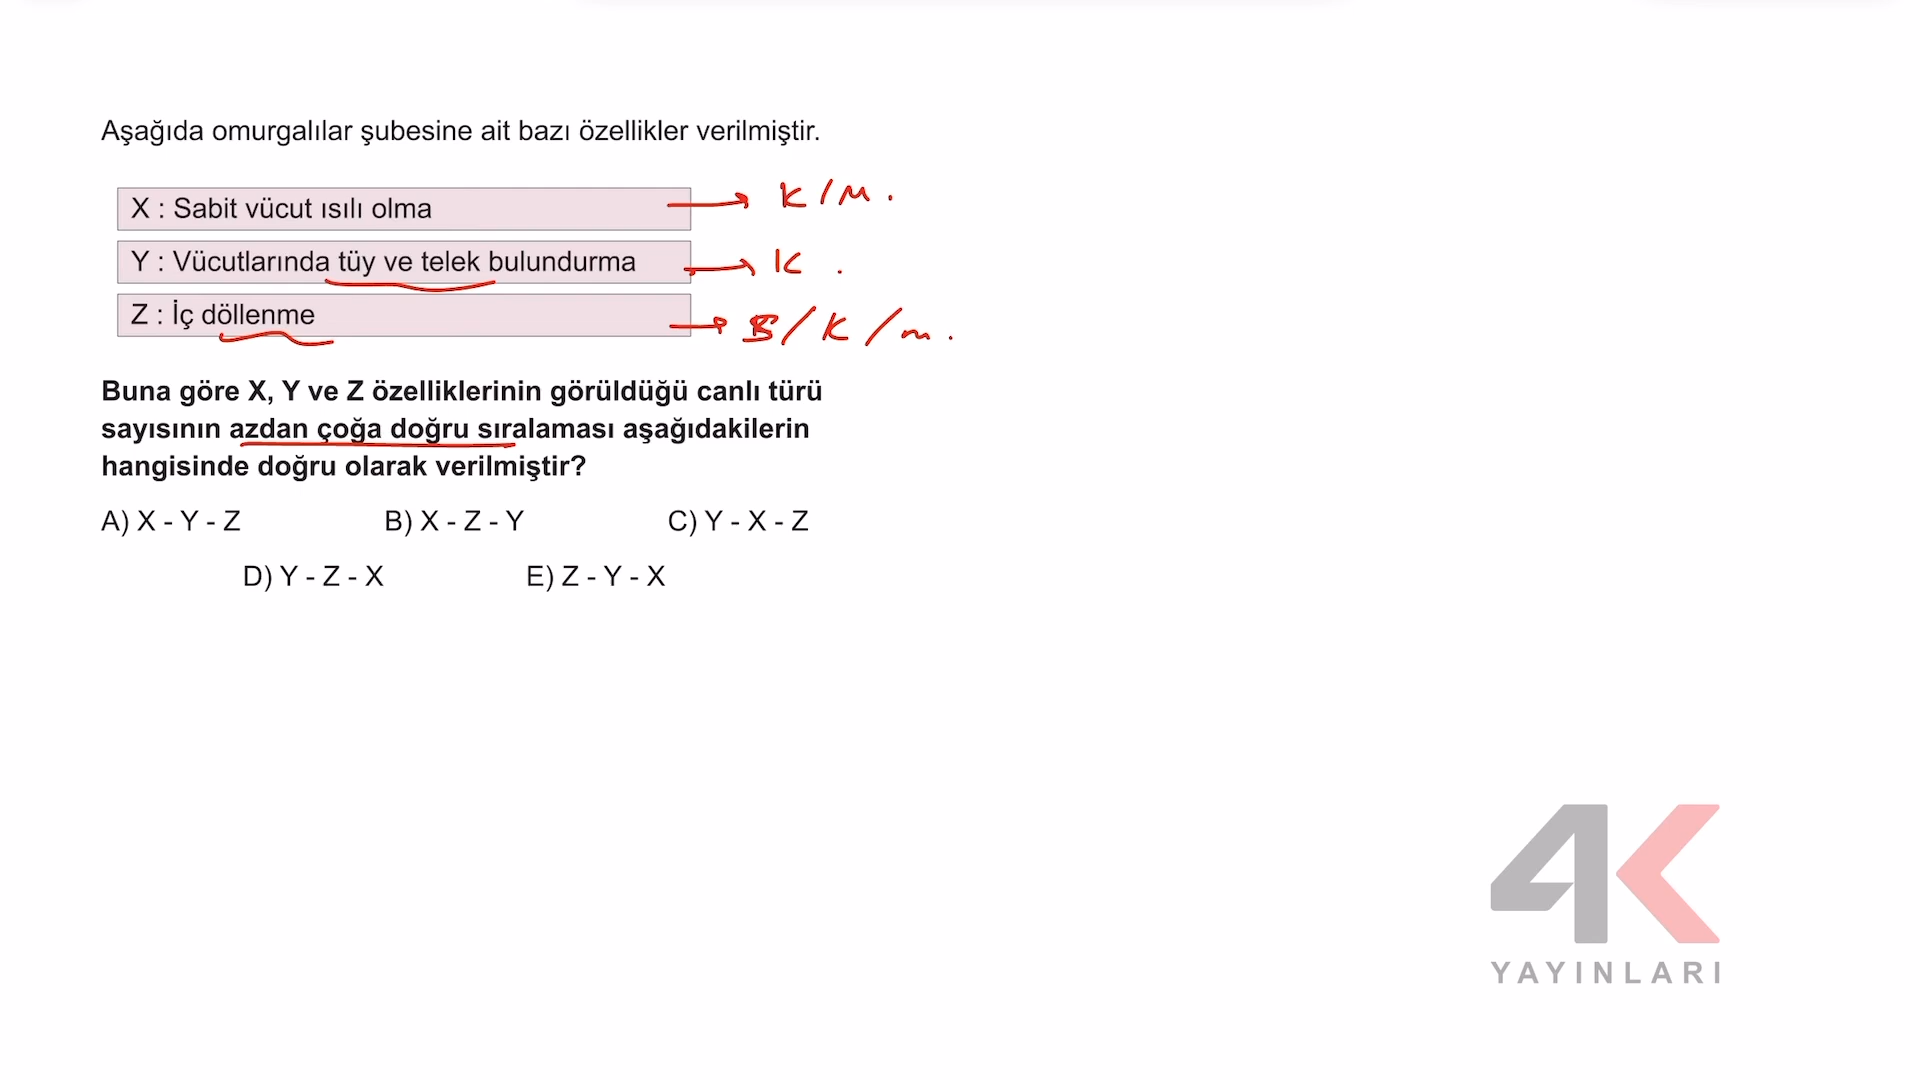 Aşağıda omurgalılar şubesine ait bazı özellikler verilmiştir.
X : Sabit vücut ısılı olma → K / M .
Y : Vücutlarında tüy ve telek bulundurma → K .
Z : İç döllenme → / K / m .
Buna göre X, Y ve Z özelliklerinin görüldüğü canlı türü
sayısının azdan çoğa doğru sıralaması aşağıdakilerin
hangisinde doğru olarak verilmiştir?
A) X - Y - Z B) X - Z - Y C) Y - X - Z
D) Y - Z - X E) Z - Y - X
4K
YAYINLARI